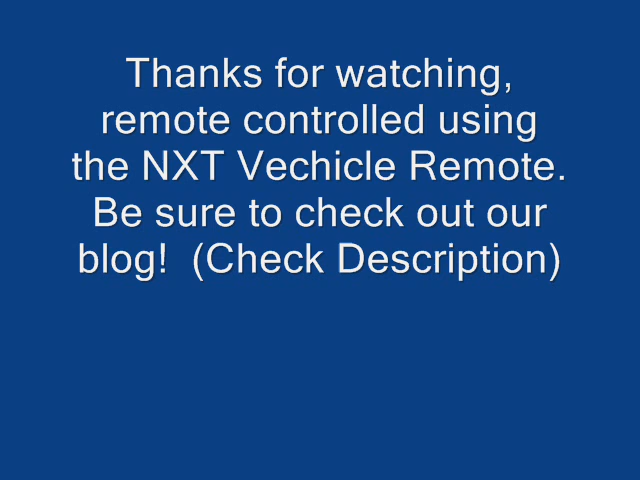 Thanks for watching,
remote controlled using
the NXT Vechicle Remote.
Be sure to check out our
blog!  (Check Description)